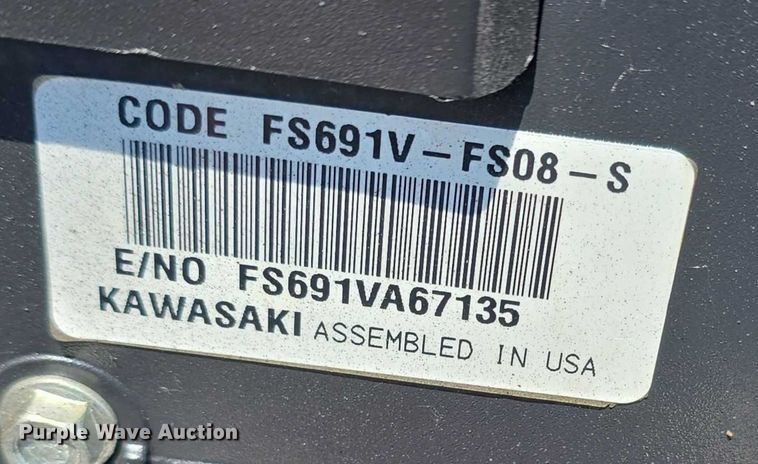 CODE FS691V-FS08-S
E/NO FS691VA67135
KAWASAKI ASSEMBLED IN USA
Purple Wave Auction